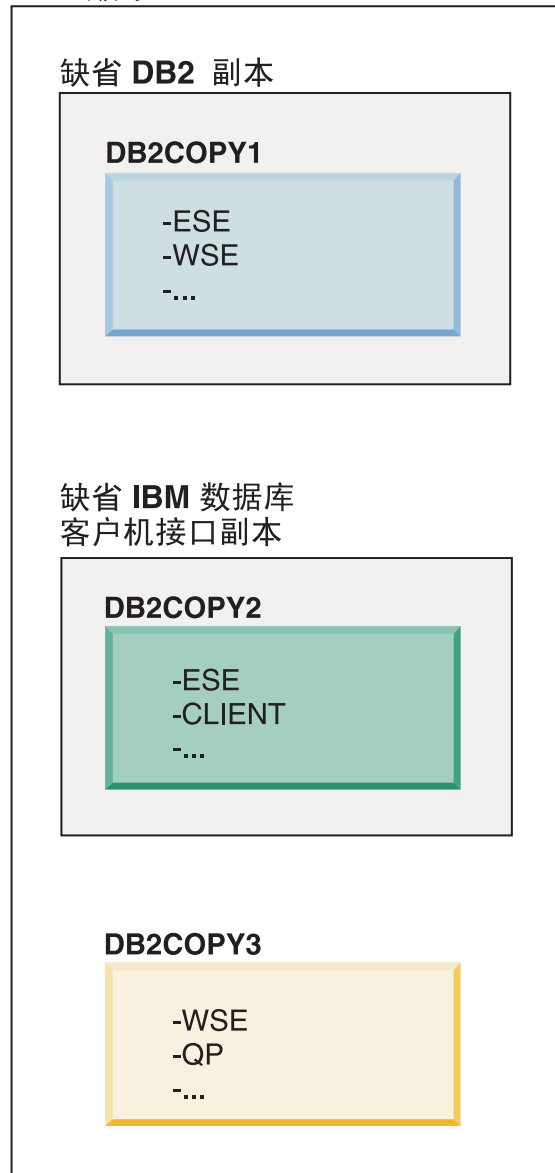 缺省 DB2 副本
DB2COPY1
-ESE
-WSE
-...
缺省 IBM 数据库
客户机接口副本
DB2COPY2
-ESE
-CLIENT
-...
DB2COPY3
-WSE
-QP
-...